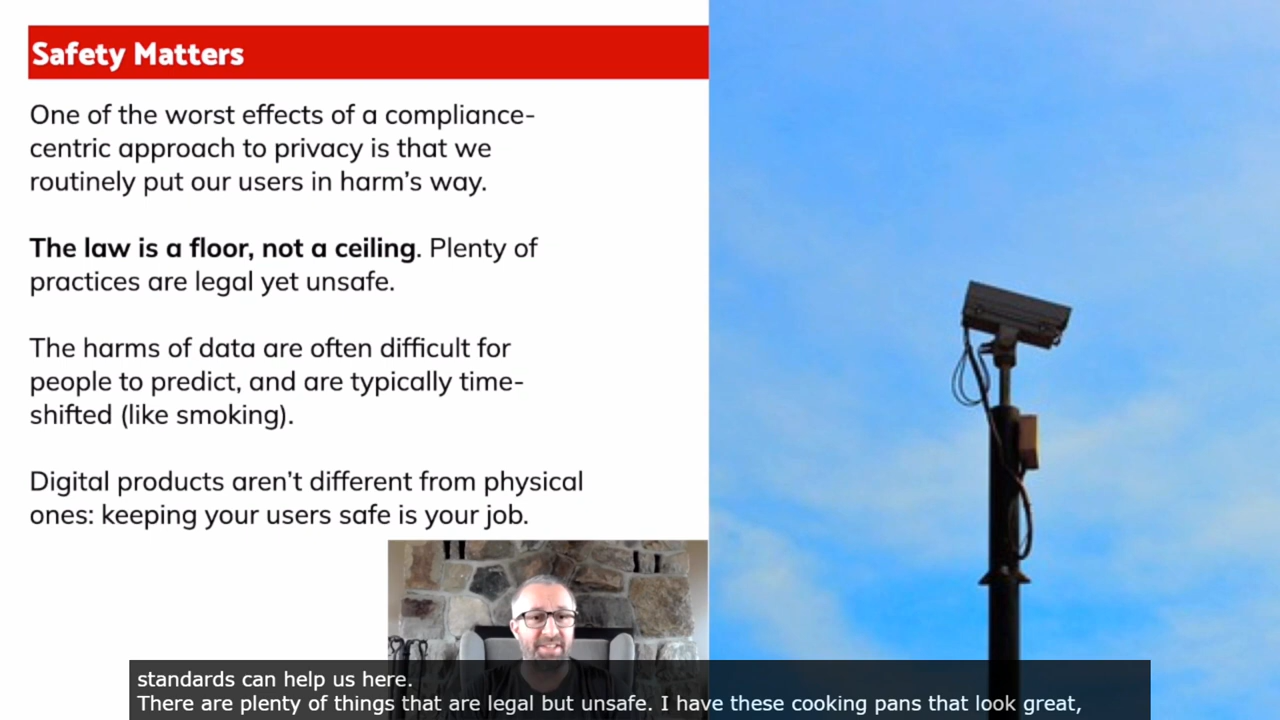 Safety Matters
One of the worst effects of a compliance-
centric approach to privacy is that we
routinely put our users in harm's way.
The law is a floor, not a ceiling. Plenty of
practices are legal yet unsafe.
The harms of data are often difficult for
people to predict, and are typically time-
shifted (like smoking).
Digital products aren't different from physical
ones: keeping your users safe is your job.
standards can help us here.
There are plenty of things that are legal but unsafe. I have these cooking pans that look great,